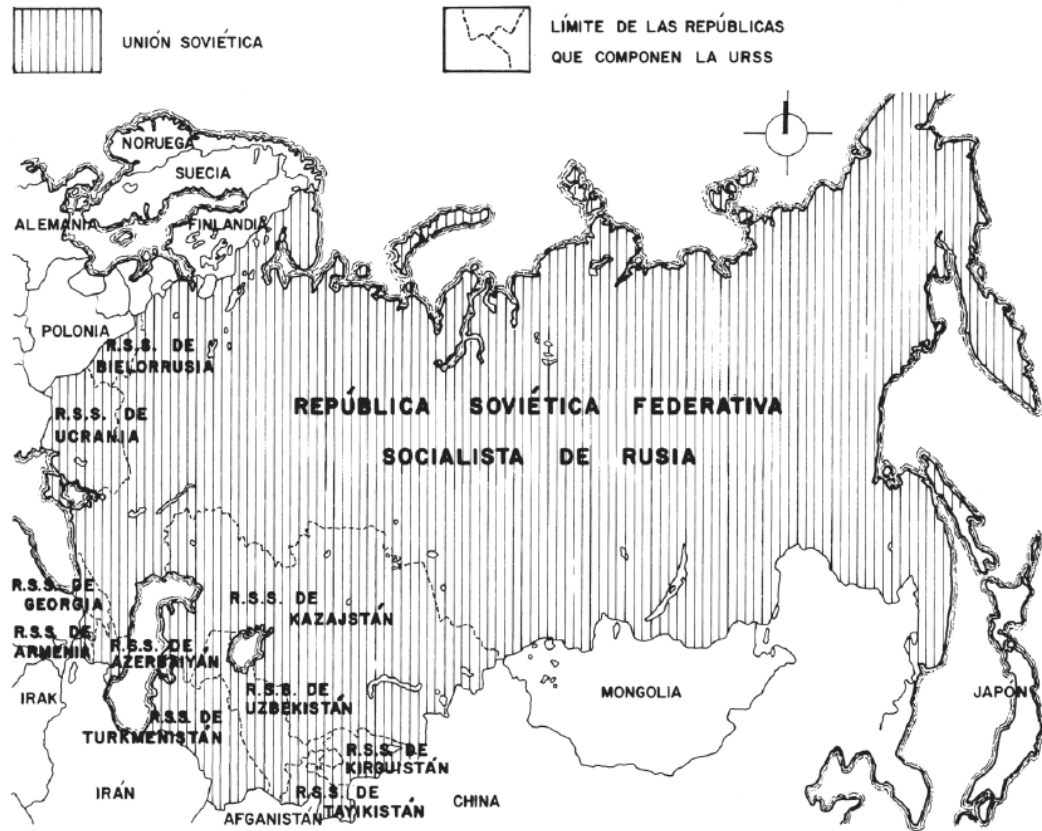 UNIÓN SOVIÉTICA
LÍMITE DE LAS REPÚBLICAS
QUE COMPONEN LA URSS
NORUEGA
SUECIA
ALEMANIA
FINLANDIA
POLONIA
R.S.S. DE
BIELORRUSIA
R.S.S. DE
UCRANIA
REPÚBLICA SOVIÉTICA FEDERATIVA
SOCIALISTA DE RUSIA
R.S.S. DE
GEORGIA
R.S.S. DE
KAZAJSTÁN
R.S.S. DE
ARMENIA
R.S.S. DE
AZERBAIYÁN
IRAK
R.S.S. DE
UZBEKISTÁN
MONGOLIA
JAPÓN
R.S.S. DE
TURKMENISTÁN
R.S.S. DE
KIRGUISTÁN
IRÁN
R.S.S. DE
TAYIKISTÁN
CHINA
AFGANISTÁN